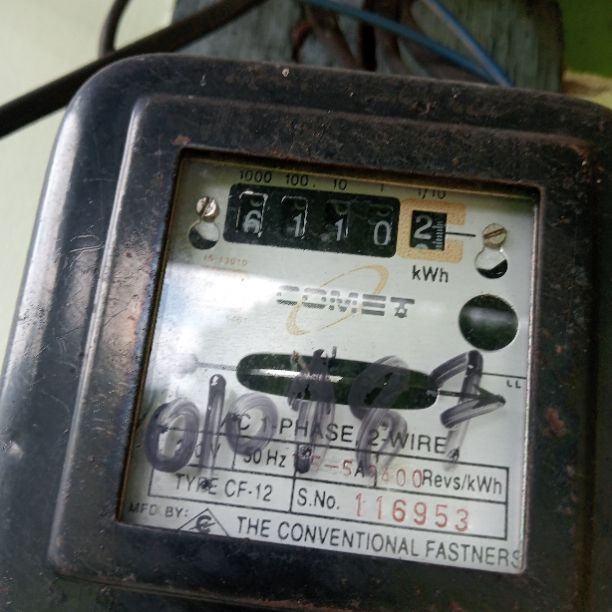 1000 100. 10 1 1/10
6 1 1 0 2
kWh
COMET
AC 1-PHASE, 2-WIRE
50 Hz Revs/kWh
TYPE CF-12 S.No. 116953
MFD. BY: THE CONVENTIONAL FASTNERS